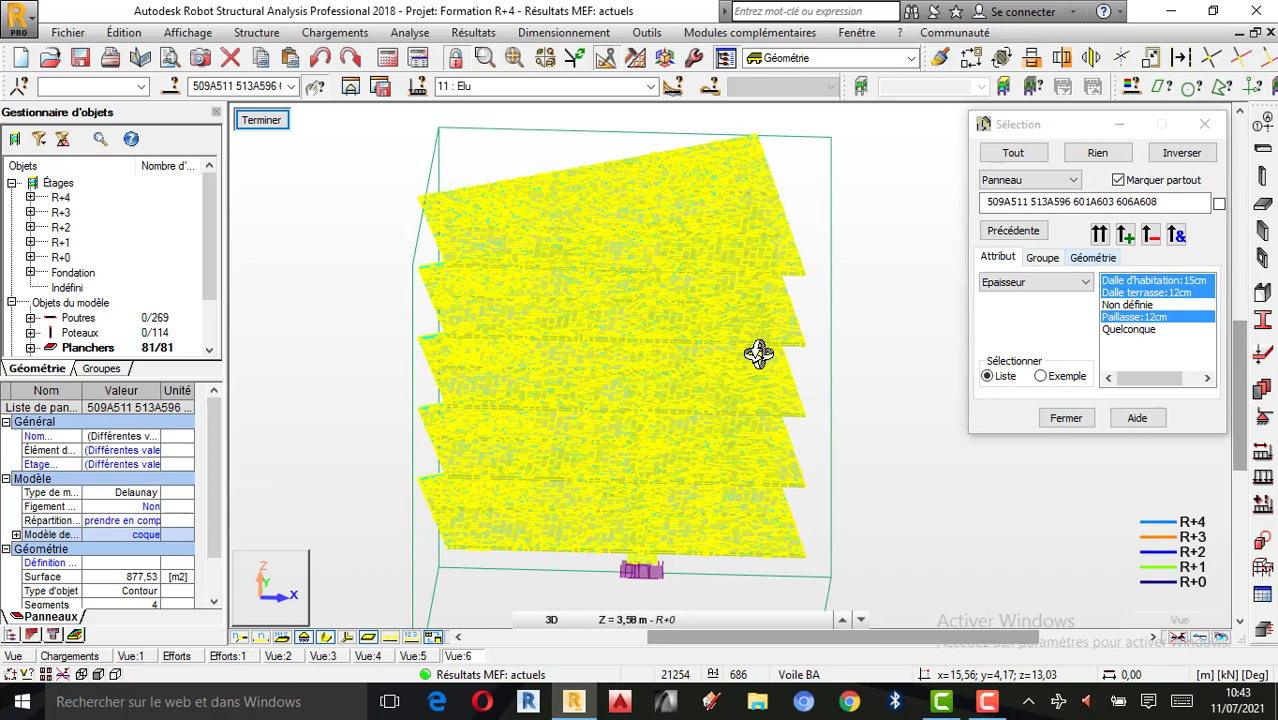 Autodesk Robot Structural Analysis Professional 2018 - Projet: Formation R+4 - Résultats MEF: actuels
Entrez mot-clé ou expression
Se connecter
PRO
Fichier Édition Affichage Structure Chargements Analyse Résultats Dimensionnement Outils Modules complémentaires Fenêtre ? Communauté
Géométrie
509A511 513A596 6
11 : Elu
Gestionnaire d'objets
Terminer
Objets Nombre d'...
Étages
R+4
R+3
R+2
R+1
R+0
Fondation
Indéfini
Objets du modèle
Poutres 0/269
Poteaux 0/114
Planchers 81/81
Géométrie Groupes
Nom Valeur Unité
Liste de pan... 509A511 513A596 ...
Général
Nom... (Différentes v...
Élément d... (Différentes vale
Etage... (Différentes vale
Modèle
Type de m... Delaunay
Figement ... Non
Répartition... prendre en comp
Modèle de... coque
Géométrie
Définition ...
Surface 877,53 [m2]
Type d'objet Contour
Segments 4
Panneaux
Sélection
Tout Rien Inverser
Panneau Marquer partout
509A511 513A596 601A603 606A608
Précédente
Attribut Groupe Géométrie
Epaisseur
Dalle d'habitation:15cm
Dalle terrasse:12cm
Non définie
Paillasse:12cm
Quelconque
Sélectionner
Liste Exemple
Fermer Aide
R+4
R+3
R+2
R+1
R+0
Z
Y
X
3D Z = 3,58 m - R+0
Vue
Activer Windows
Accédez aux paramètres pour activer Windows.
Vue Chargements Vue:1 Efforts Efforts:1 Vue:2 Vue:3 Vue:4 Vue:5 Vue:6
Résultats MEF: actuels 21254 686 Voile BA x=15,56; y=4,17; z=13,03 0,00 [m] [kN] [Deg]
Rechercher sur le web et dans Windows
10:43
11/07/2021